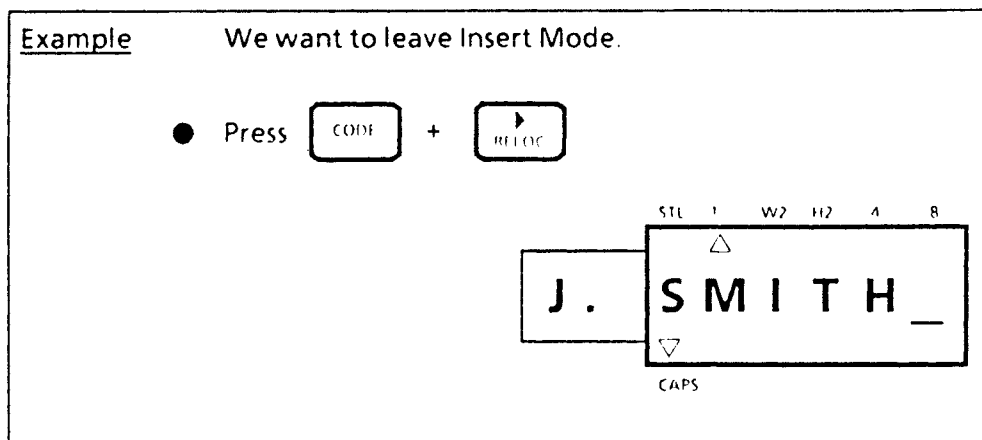 Example We want to leave Insert Mode.
● Press CODE + RELOC
STL 1 W2 H2 4 8
J. SMITH_
CAPS